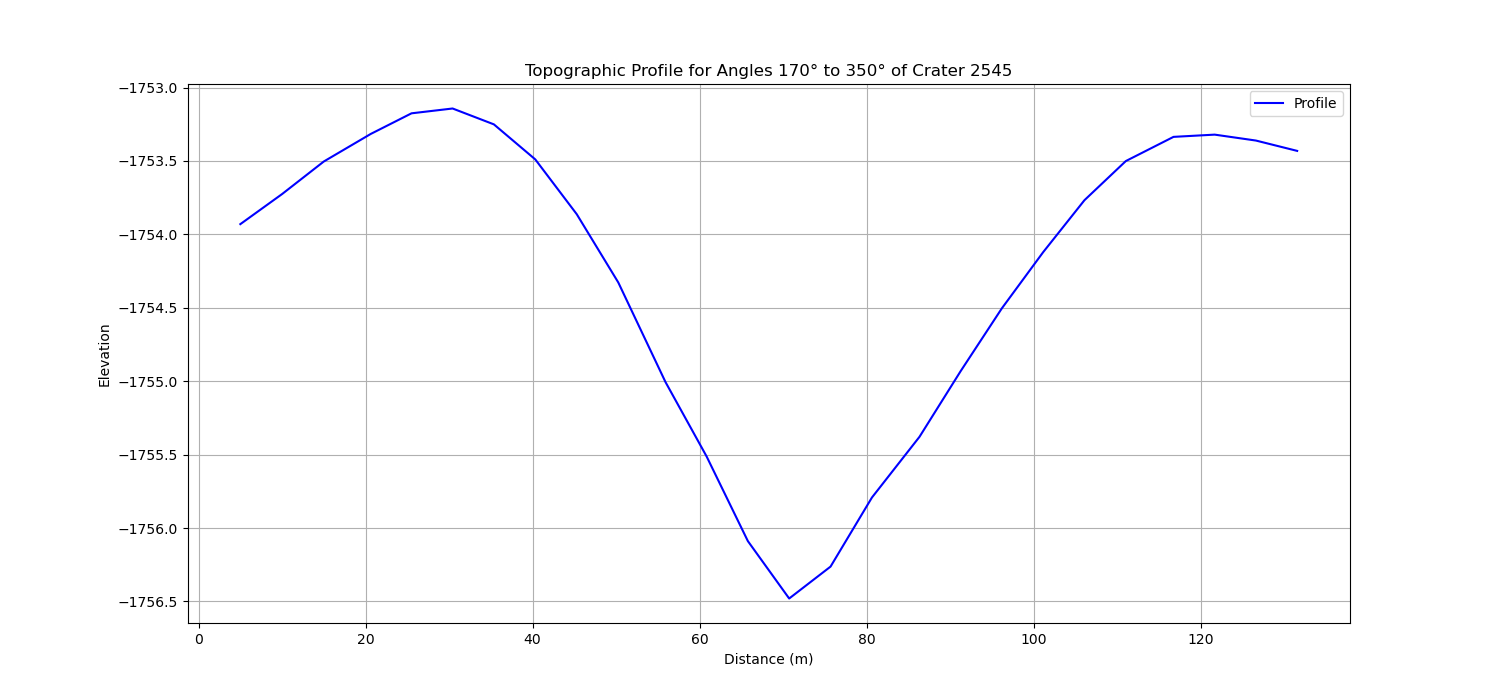 Topographic Profile for Angles 170° to 350° of Crater 2545
Profile
Elevation
−1753.0
−1753.5
−1754.0
−1754.5
−1755.0
−1755.5
−1756.0
−1756.5
0 20 40 60 80 100 120
Distance (m)